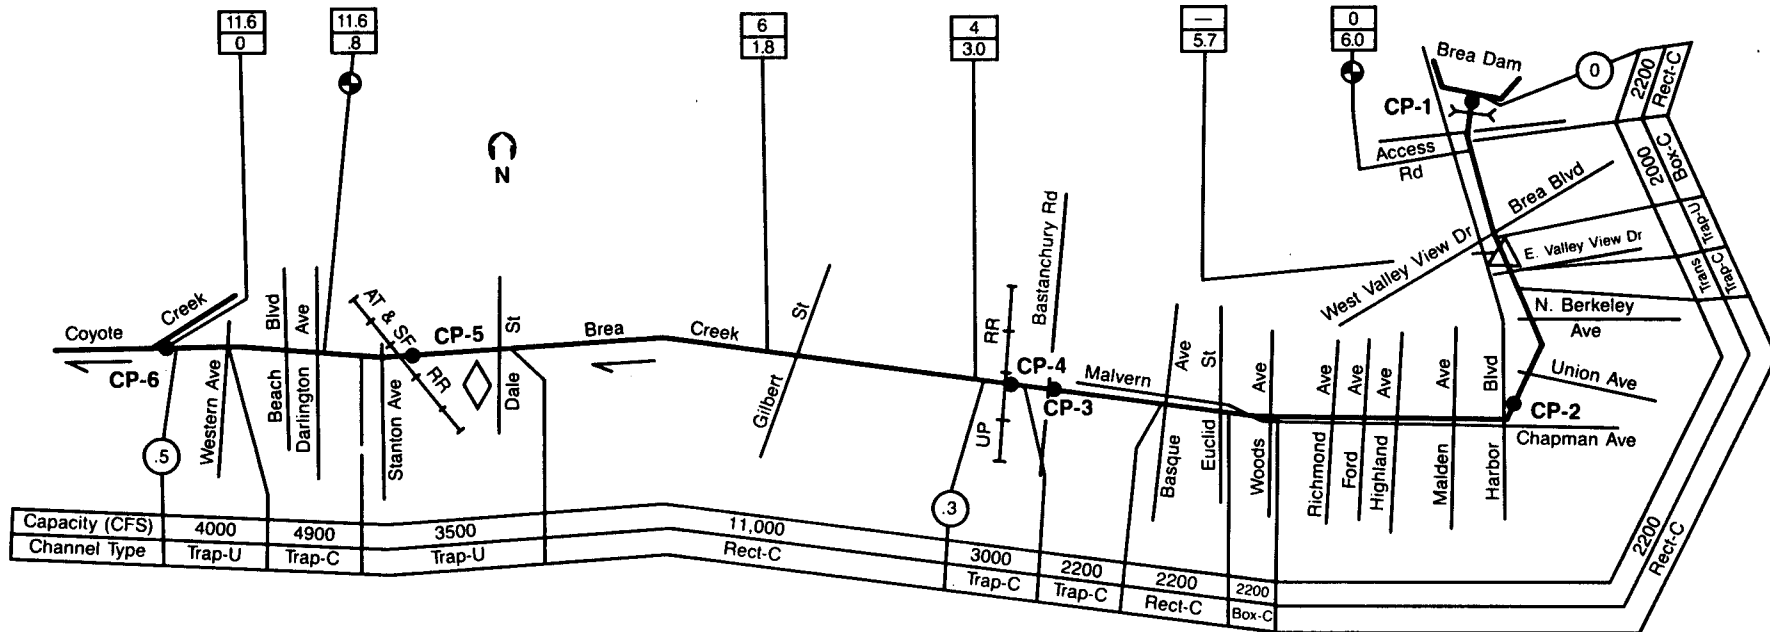 11.6
0
11.6
.8
6
1.8
4
3.0
—
5.7
0
6.0
Brea Dam
0
2200
Rect-C
CP-1
Access
Rd
2000
Box-C
Brea Blvd
West Valley View Dr
E. Valley View Dr
Trap-U
Trans
Trap-C
N. Berkeley
Ave
Union Ave
CP-2
Chapman Ave
N
Coyote
Creek
CP-6
Western Ave
Beach
Blvd
Darlington
Ave
AT & SF
RR
CP-5
Stanton Ave
Dale
St
Brea
Creek
Gilbert
St
UP
RR
CP-4
Bastanchury Rd
CP-3
Malvern
Basque
Ave
Euclid
St
Woods
Ave
Richmond
Ave
Ford
Ave
Highland
Ave
Malden
Ave
Harbor
Blvd
.5
.3
Capacity (CFS)
4000
4900
3500
11,000
3000
2200
2200
2200
2200
Channel Type
Trap-U
Trap-C
Trap-U
Rect-C
Trap-C
Trap-C
Rect-C
Box-C
Rect-C